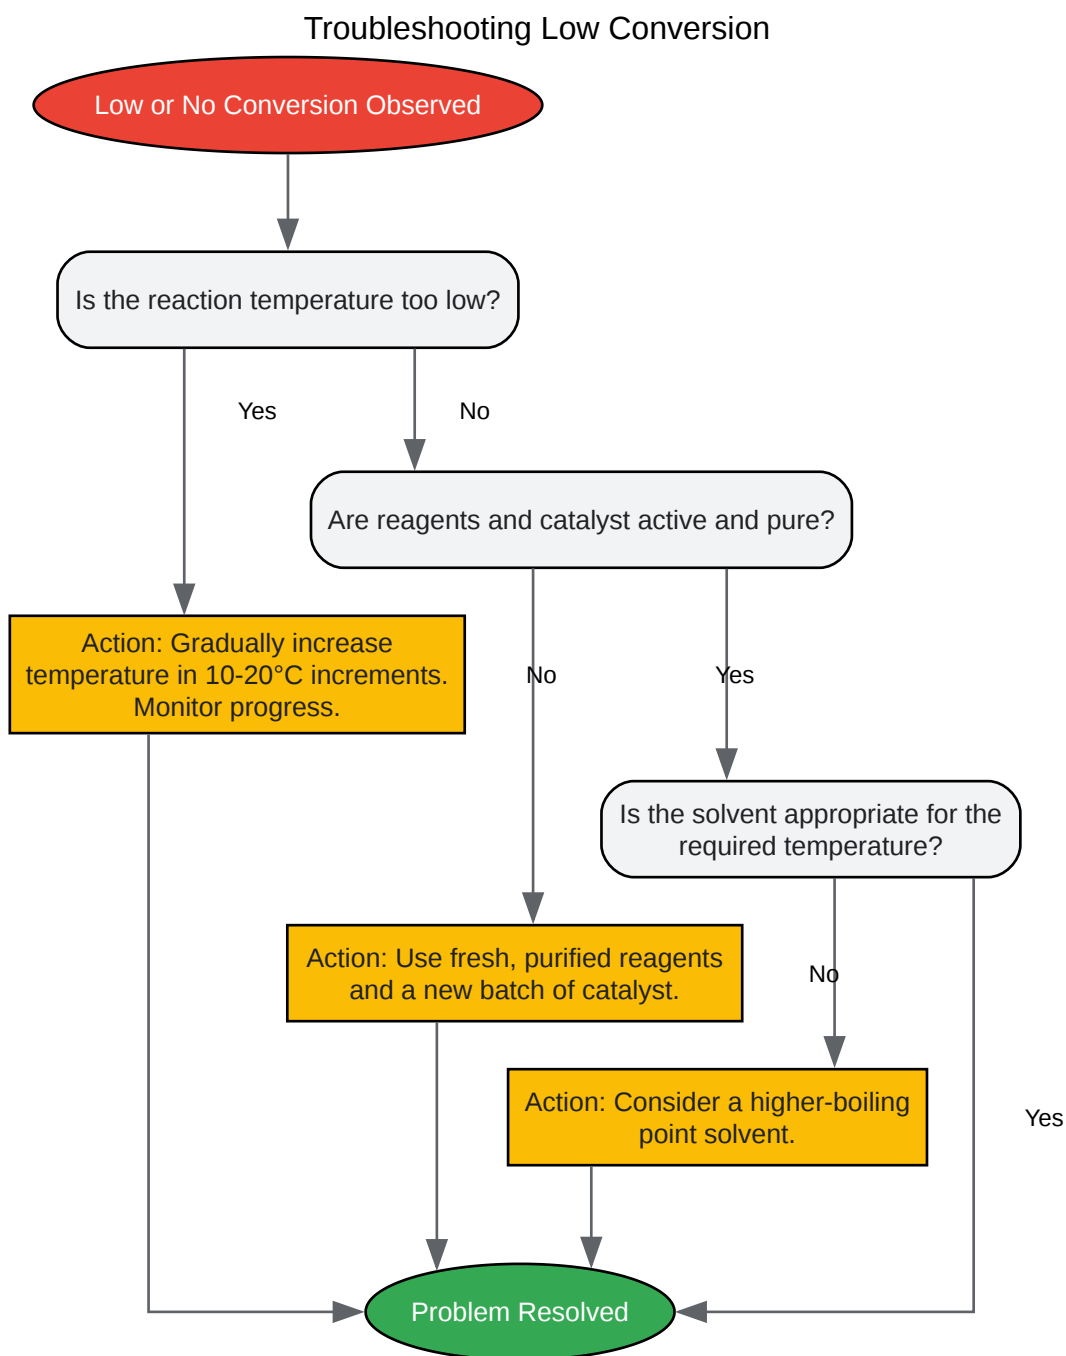 Troubleshooting Low Conversion
Low or No Conversion Observed
Is the reaction temperature too low?
Yes
No
Are reagents and catalyst active and pure?
Action: Gradually increase
temperature in 10-20°C increments.
Monitor progress.
No
Yes
Is the solvent appropriate for the
required temperature?
Action: Use fresh, purified reagents
and a new batch of catalyst.
No
Action: Consider a higher-boiling
point solvent.
Yes
Problem Resolved